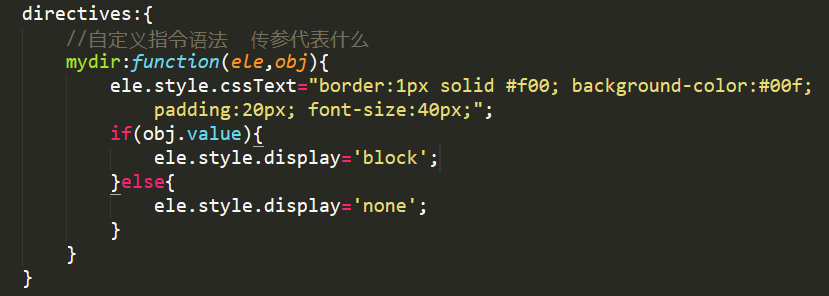 directives:{
//自定义指令语法  传参代表什么
mydir:function(ele,obj){
ele.style.cssText="border:1px solid #f00; background-color:#00f;
padding:20px; font-size:40px;";
if(obj.value){
ele.style.display='block';
}else{
ele.style.display='none';
}
}
}